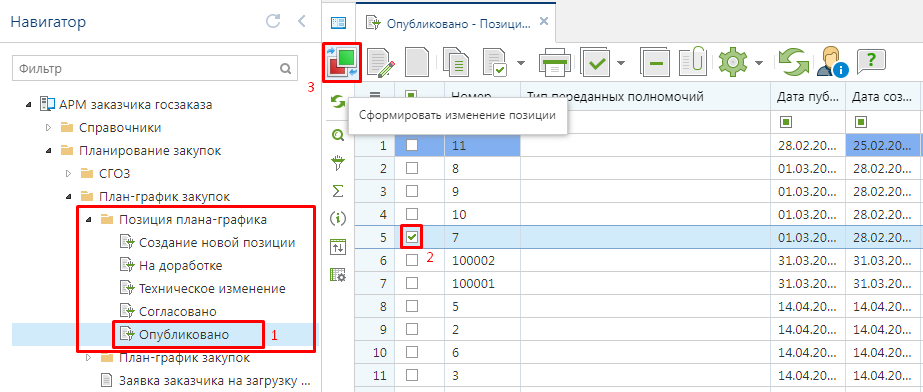 Навигатор
Фильтр
АРМ заказчика госзаказа
Справочники
Планирование закупок
СГОЗ
План-график закупок
Позиция плана-графика
Создание новой позиции
На доработке
Техническое изменение
Согласовано
Опубликовано 1
План-график закупок
Заявка заказчика на загрузку ...
Опубликовано - Позици...
3
Номер Тип переданных полномочий Дата пуб... Дата соз...
Сформировать изменение позиции
1 11 28.02.20... 25.02.20...
2 8 01.03.20... 28.02.20...
3 9 01.03.20... 28.02.20...
4 10 01.03.20... 28.02.20...
5 7 01.03.20... 28.02.20...
2
6 100002 31.03.20... 31.03.20...
7 100001 31.03.20... 31.03.20...
8 5 14.04.20... 14.04.20...
9 2 14.04.20... 14.04.20...
10 6 14.04.20... 14.04.20...
11 3 14.04.20... 14.04.20...